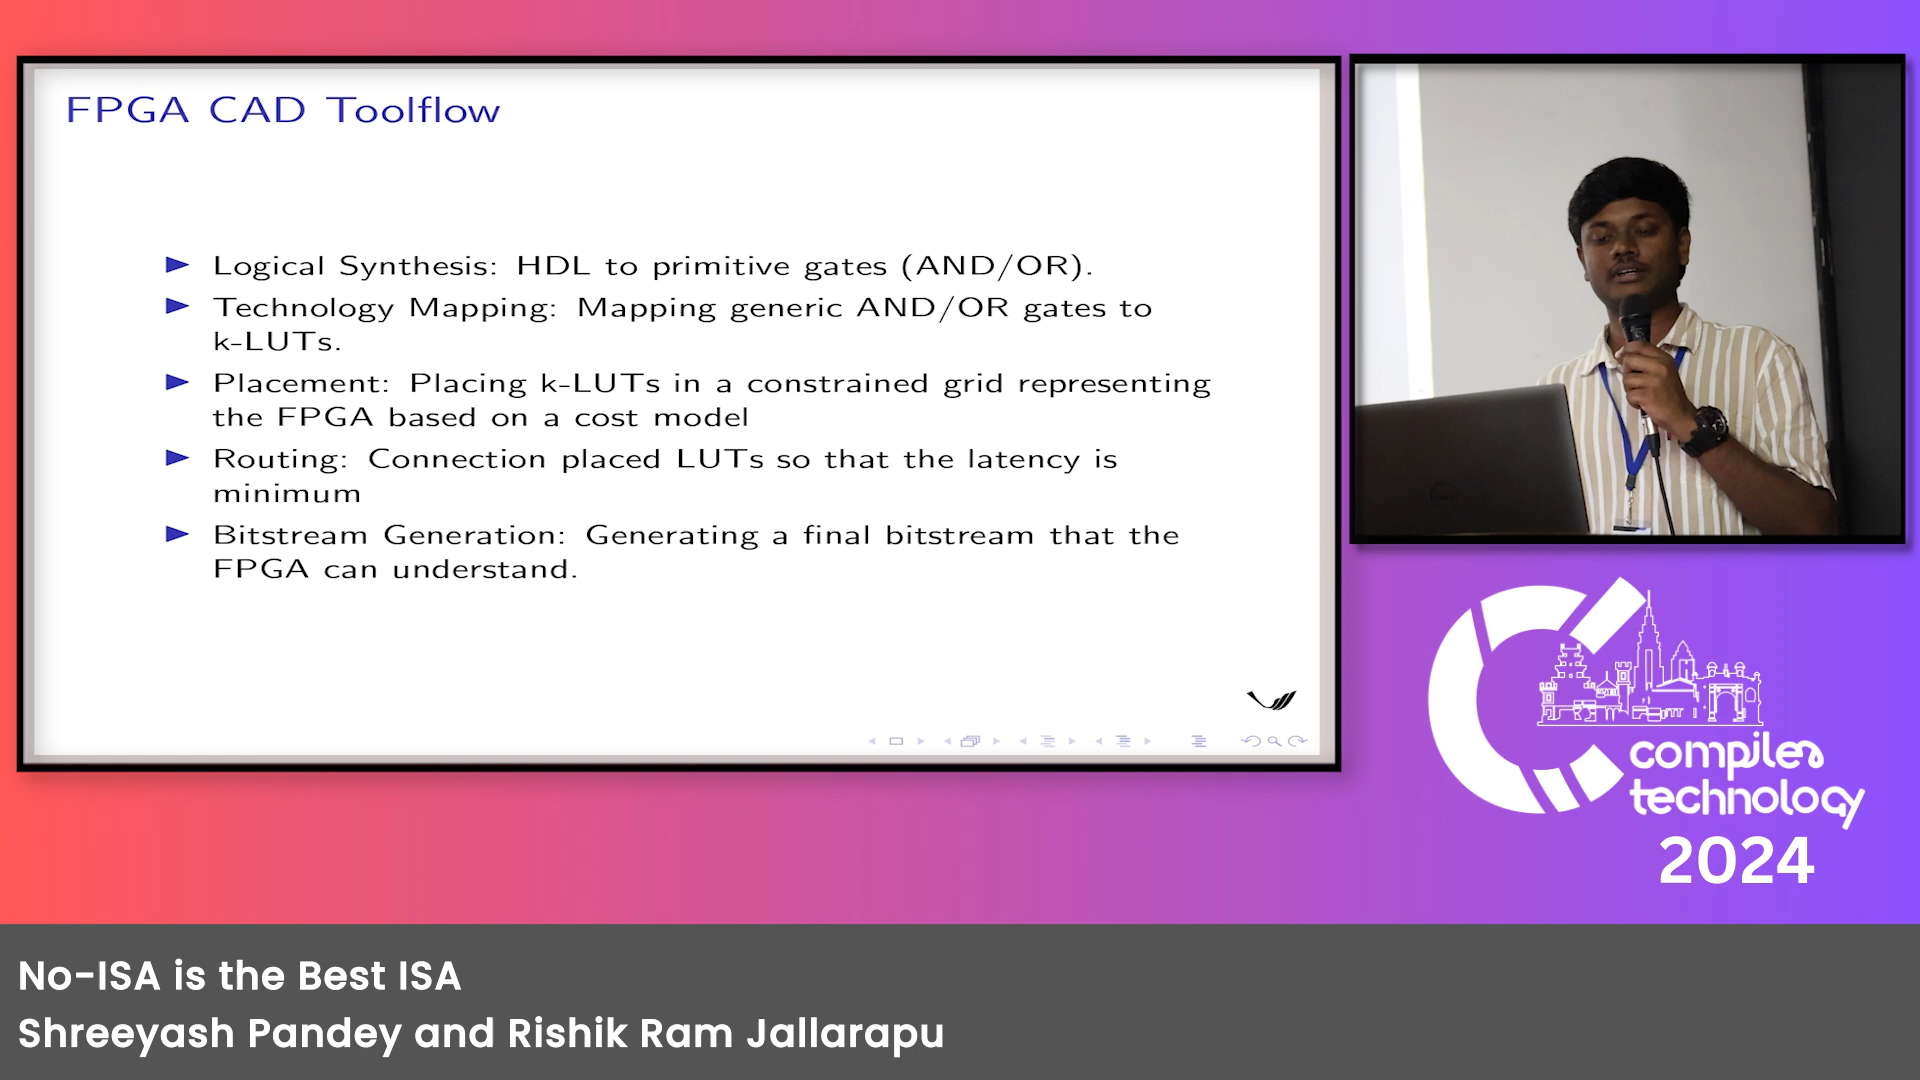 FPGA CAD Toolflow
Logical Synthesis: HDL to primitive gates (AND/OR).
Technology Mapping: Mapping generic AND/OR gates to
k-LUTs.
Placement: Placing k-LUTs in a constrained grid representing
the FPGA based on a cost model
Routing: Connection placed LUTs so that the latency is
minimum
Bitstream Generation: Generating a final bitstream that the
FPGA can understand.
compiler
technology
2024
No-ISA is the Best ISA
Shreeyash Pandey and Rishik Ram Jallarapu